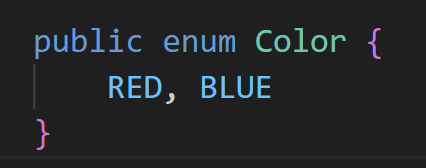 public enum Color {
    RED, BLUE
}